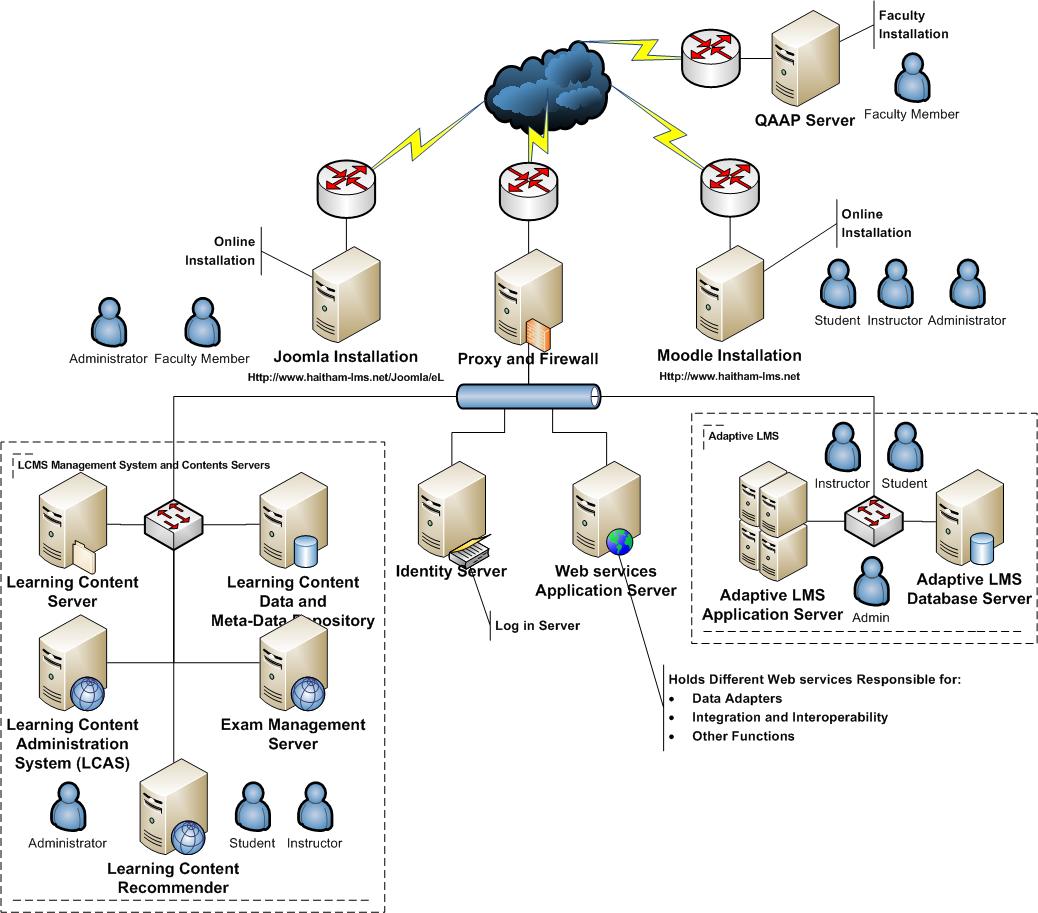 Faculty
Installation
QAAP Server
Faculty Member
Online
Installation
Online
Installation
Administrator
Faculty Member
Joomla Installation
Http://www.haitham-lms.net/Joomla/eL
Proxy and Firewall
Moodle Installation
Http://www.haitham-lms.net
Student
Instructor
Administrator
LCMS Management System and Contents Servers
Learning Content
Server
Learning Content
Data and
Meta-Data Repository
Learning Content
Administration
System (LCAS)
Exam Management
Server
Administrator
Student
Instructor
Learning Content
Recommender
Identity Server
Log in Server
Web services
Application Server
Holds Different Web services Responsible for:
• Data Adapters
• Integration and Interoperability
• Other Functions
Adaptive LMS
Instructor
Student
Adaptive LMS
Application Server
Admin
Adaptive LMS
Database Server